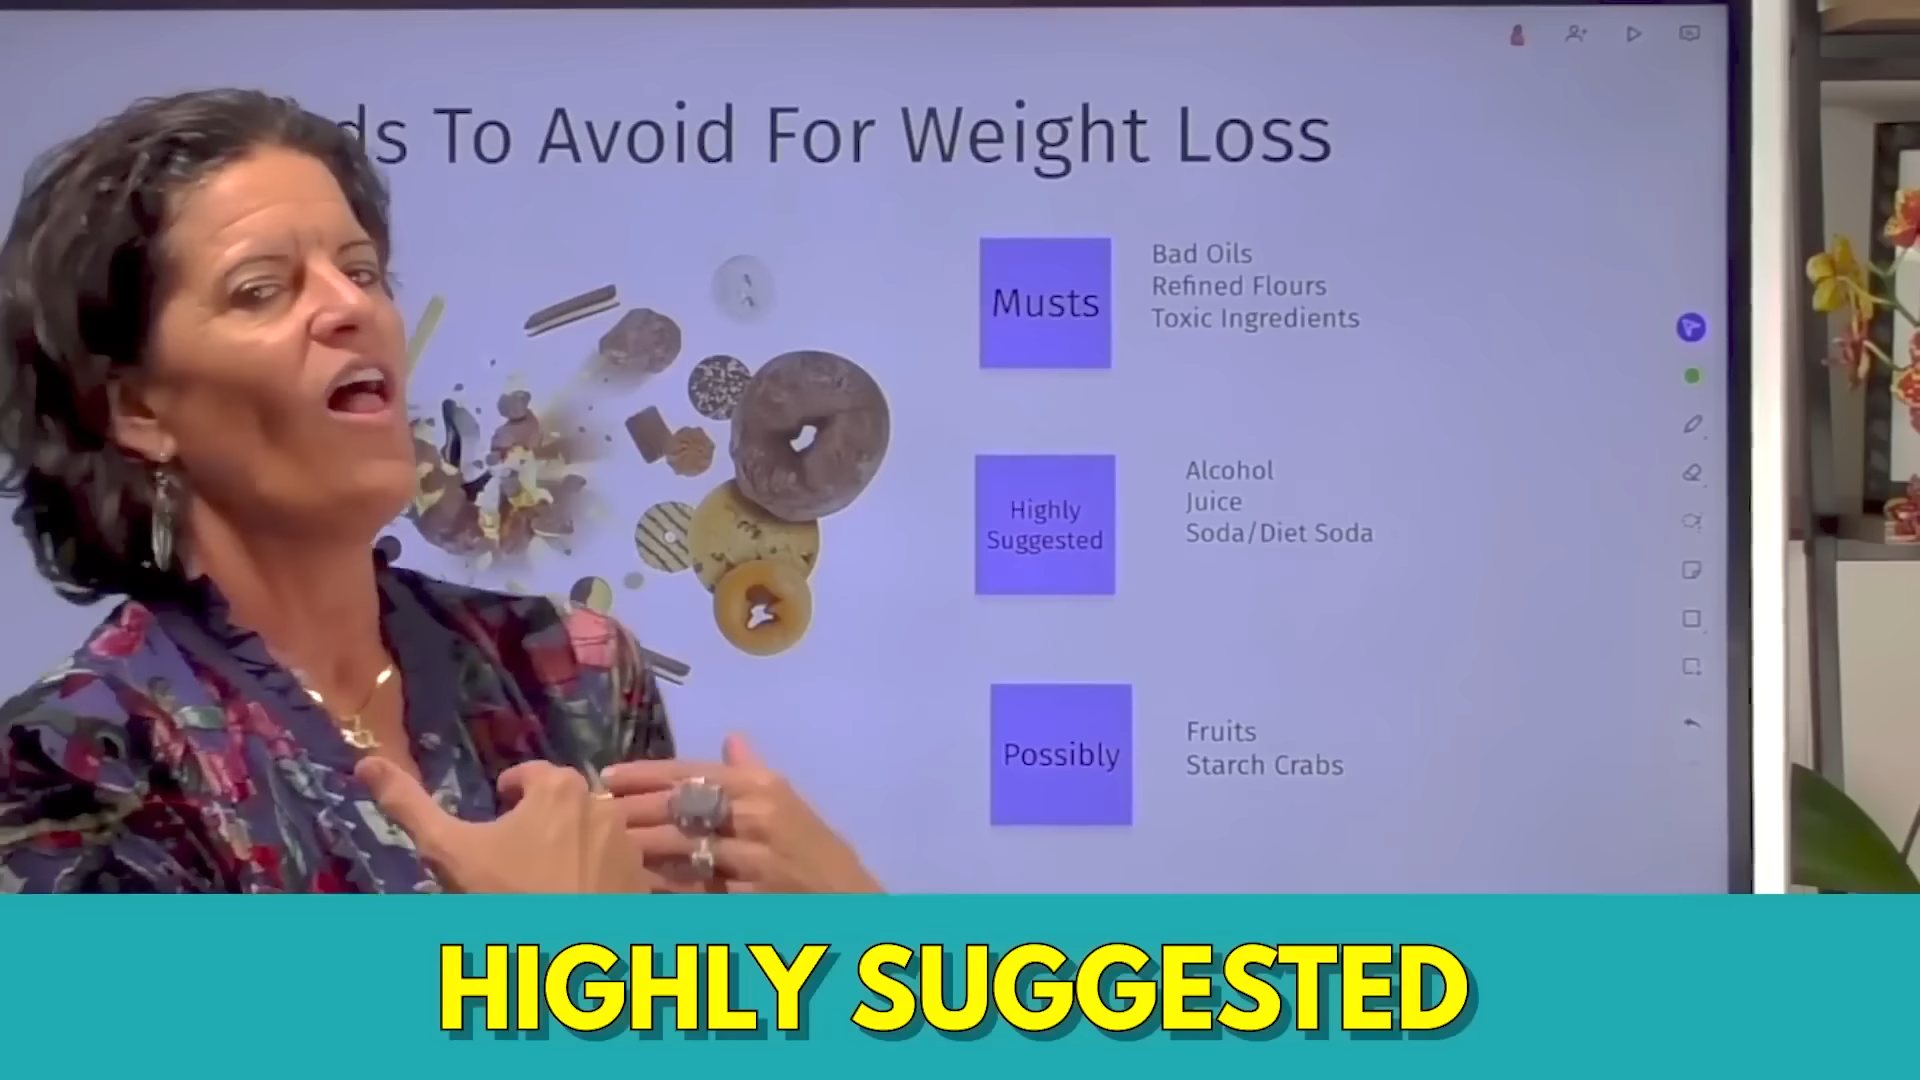 ds To Avoid For Weight Loss
Musts
Bad Oils
Refined Flours
Toxic Ingredients
Highly
Suggested
Alcohol
Juice
Soda/Diet Soda
Possibly
Fruits
Starch Crabs
HIGHLY SUGGESTED